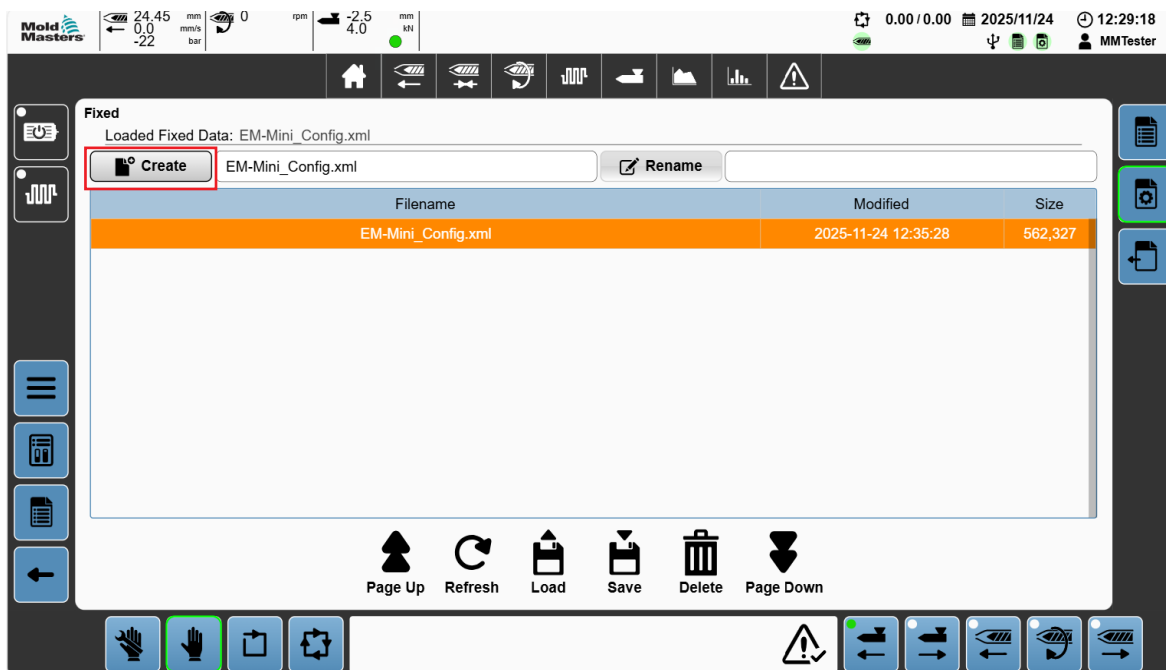 Mold Masters
24.45 mm
0.0 mm/s
-22 bar
0 rpm
-2.5 mm
4.0 kN
0.00 / 0.00
2025/11/24
12:29:18
MMTester
Fixed
Loaded Fixed Data: EM-Mini_Config.xml
Create
EM-Mini_Config.xml
Rename
Filename Modified Size
EM-Mini_Config.xml 2025-11-24 12:35:28 562,327
Page Up Refresh Load Save Delete Page Down